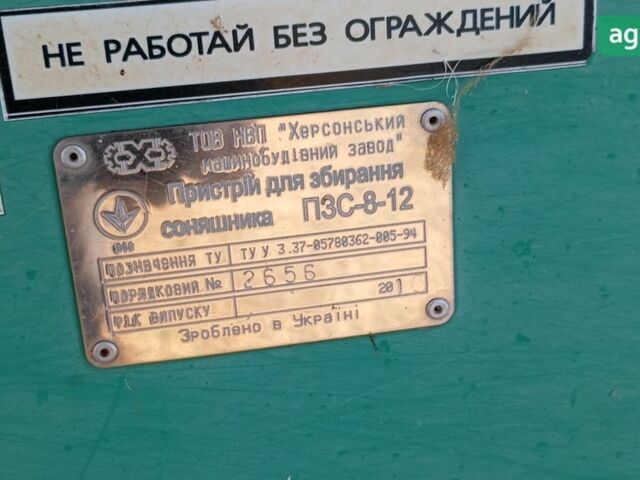 НЕ РАБОТАЙ БЕЗ ОГРАЖДЕНИЙ
ag
ТОВ НВП "Херсонський
машинобудівний завод"
Пристрій для збирання
соняшника ПЗС-8-12
ПОЗНАЧЕННЯ ТУ ТУ У 3.37-05780362-005-94
ПОРЯДКОВИЙ № 2656
РІК ВИПУСКУ 201
Зроблено в Україні